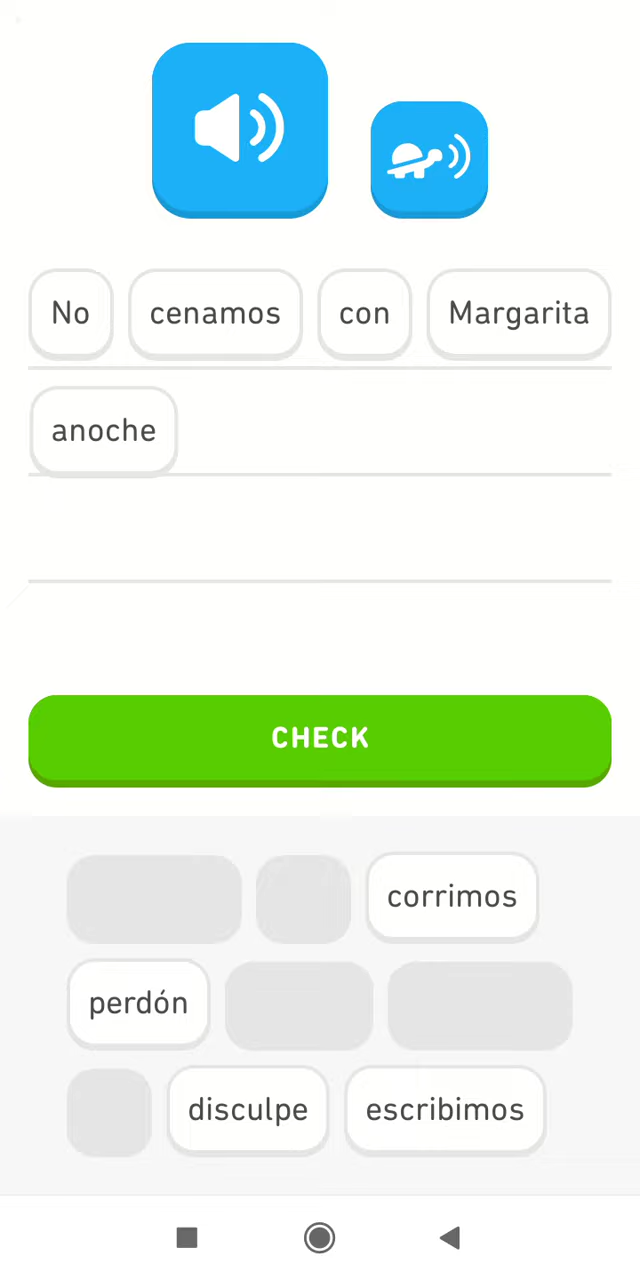 No cenamos con Margarita
anoche
CHECK
corrimos
perdón
disculpe escribimos